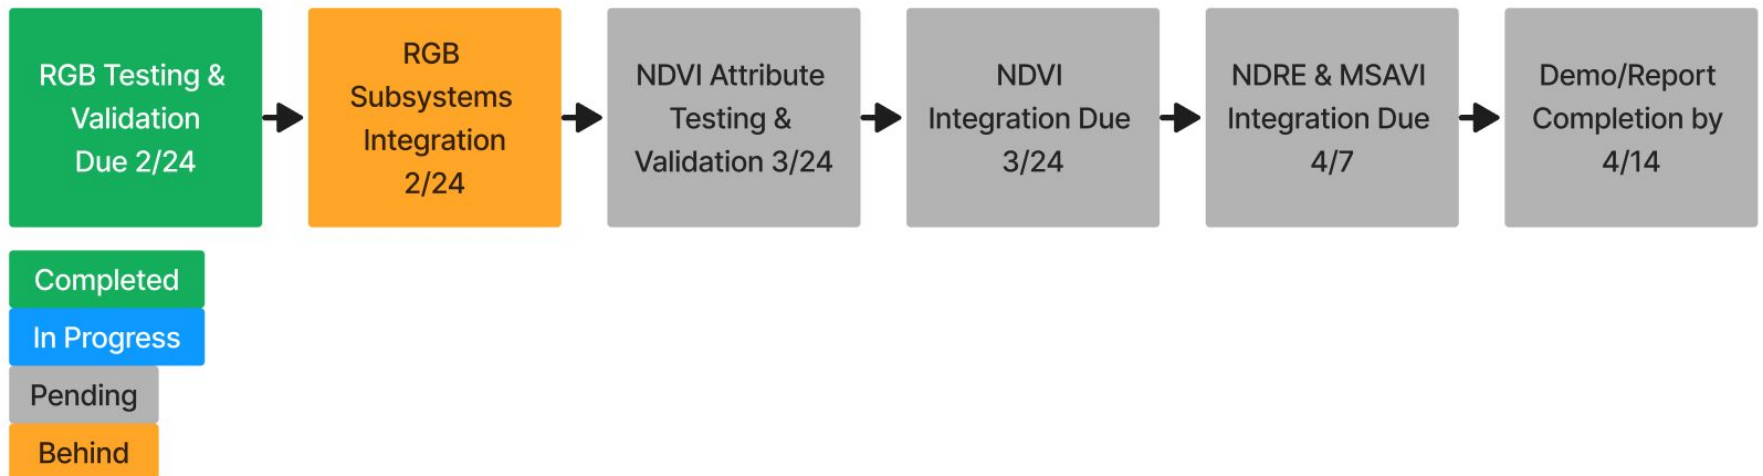 RGB Testing &
Validation
Due 2/24
RGB
Subsystems
Integration
2/24
NDVI Attribute
Testing &
Validation 3/24
NDVI
Integration Due
3/24
NDRE & MSAVI
Integration Due
4/7
Demo/Report
Completion by
4/14
Completed
In Progress
Pending
Behind